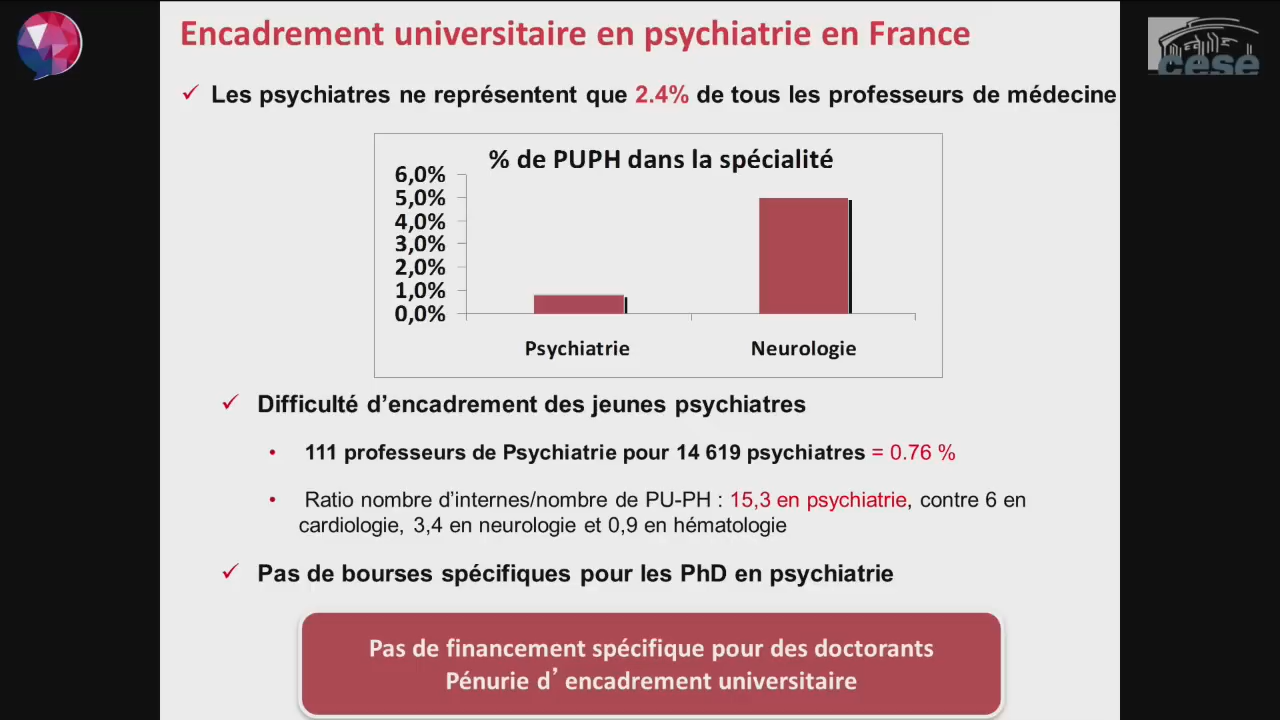 Encadrement universitaire en psychiatrie en France
cese
✓ Les psychiatres ne représentent que 2.4% de tous les professeurs de médecine
% de PUPH dans la spécialité
6,0%
5,0%
4,0%
3,0%
2,0%
1,0%
0,0%
Psychiatrie Neurologie
✓ Difficulté d’encadrement des jeunes psychiatres
• 111 professeurs de Psychiatrie pour 14 619 psychiatres = 0.76 %
• Ratio nombre d’internes/nombre de PU-PH : 15,3 en psychiatrie, contre 6 en
cardiologie, 3,4 en neurologie et 0,9 en hématologie
✓ Pas de bourses spécifiques pour les PhD en psychiatrie
Pas de financement spécifique pour des doctorants
Pénurie d’ encadrement universitaire